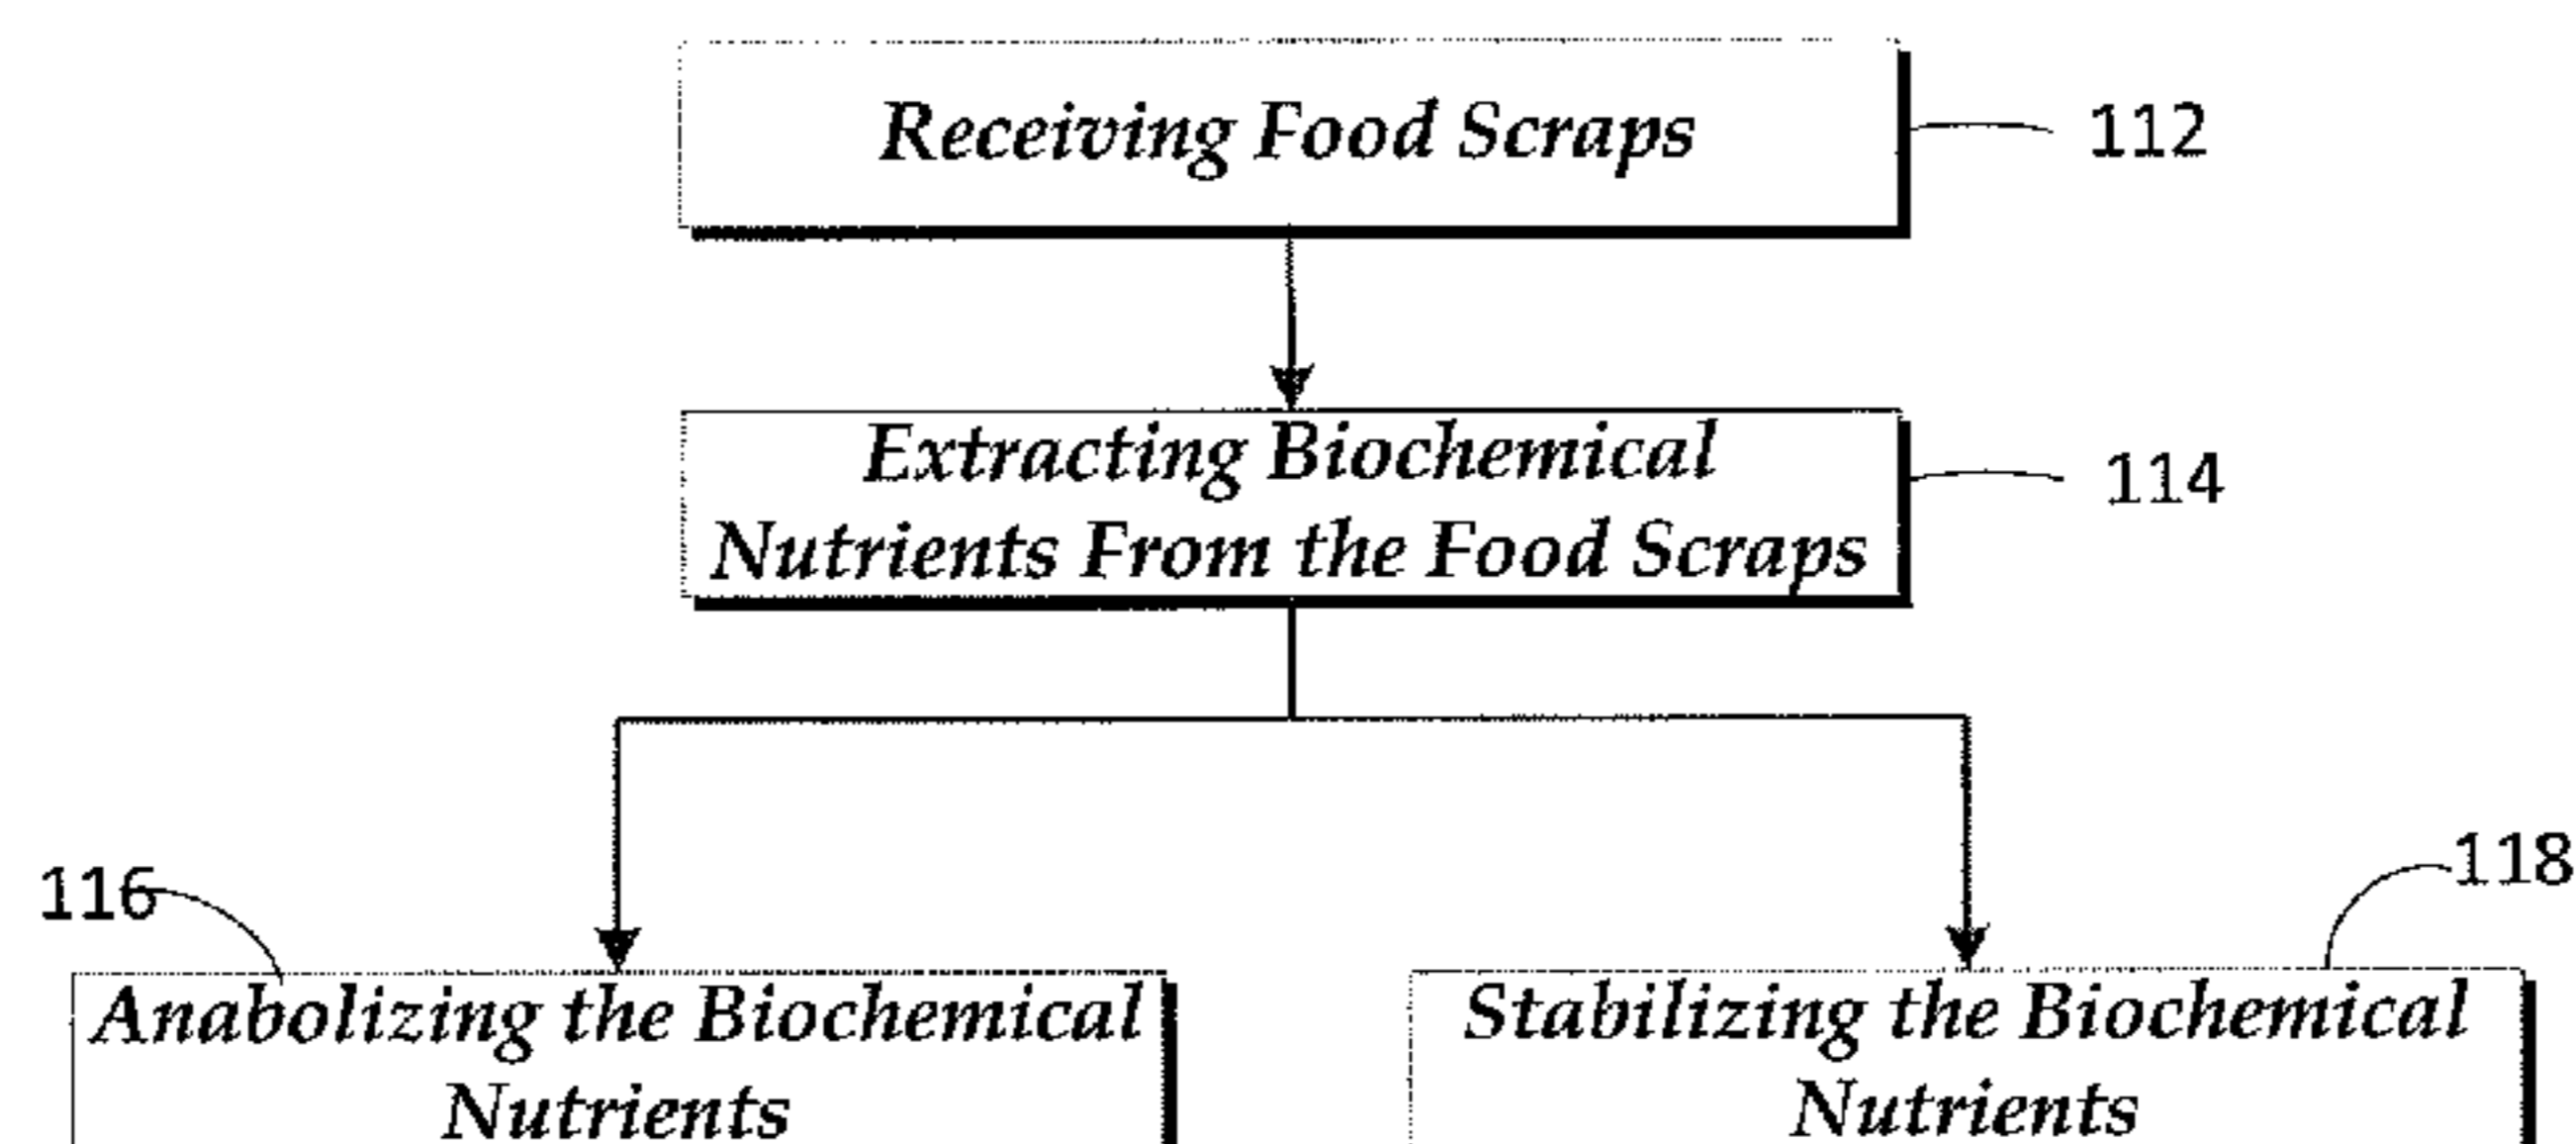 Receiving Food Scraps
112
Extracting Biochemical
Nutrients From the Food Scraps
114
116
118
Anabolizing the Biochemical
Nutrients
Stabilizing the Biochemical
Nutrients